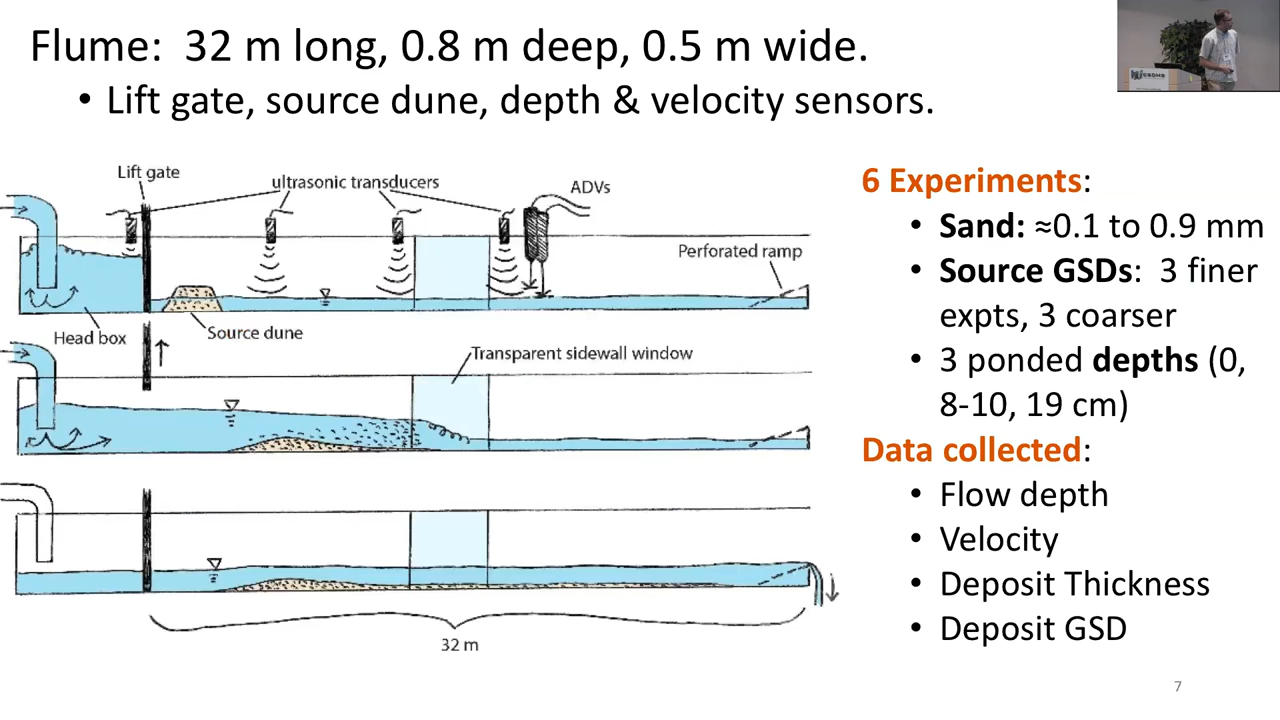 Flume: 32 m long, 0.8 m deep, 0.5 m wide.
• Lift gate, source dune, depth & velocity sensors.
Lift gate
ultrasonic transducers
ADVs
Perforated ramp
Head box
Source dune
Transparent sidewall window
32 m
6 Experiments:
• Sand: ≈0.1 to 0.9 mm
• Source GSDs: 3 finer
expts, 3 coarser
• 3 ponded depths (0,
8-10, 19 cm)
Data collected:
• Flow depth
• Velocity
• Deposit Thickness
• Deposit GSD
7
CSDMS